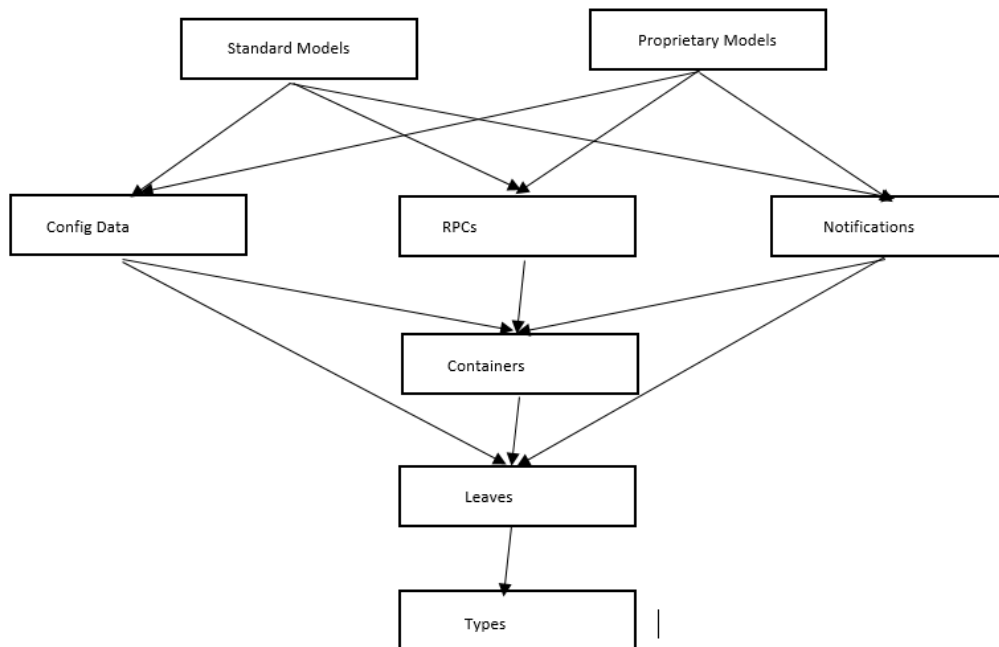 Standard Models
Proprietary Models
Config Data
RPCs
Notifications
Containers
Leaves
Types